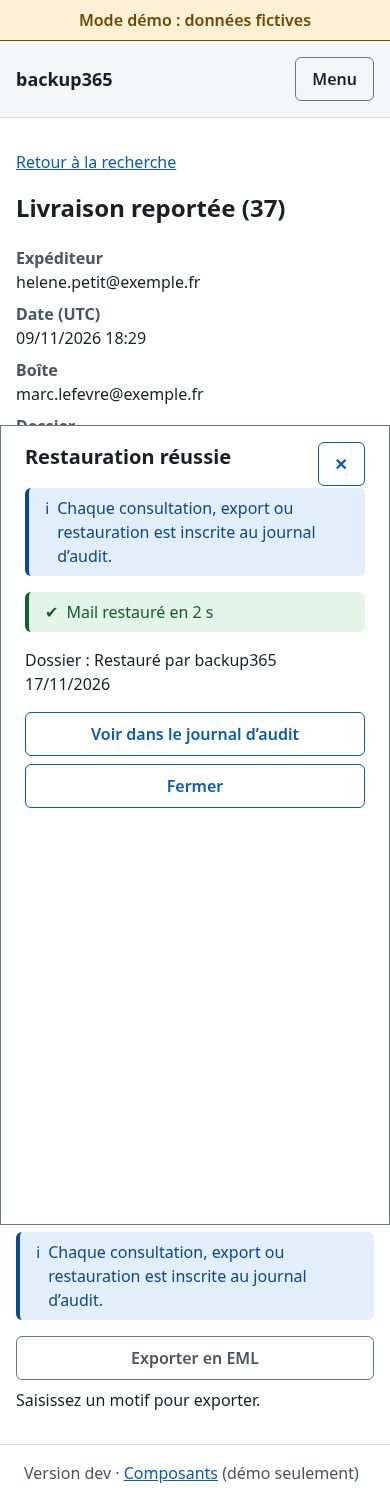 Mode démo : données fictives
backup365
Menu
Retour à la recherche
Livraison reportée (37)
Expéditeur
helene.petit@exemple.fr
Date (UTC)
09/11/2026 18:29
Boîte
marc.lefevre@exemple.fr
Dossier
Restauration réussie
✕
i Chaque consultation, export ou
restauration est inscrite au journal
d’audit.
✔ Mail restauré en 2 s
Dossier : Restauré par backup365
17/11/2026
Voir dans le journal d’audit
Fermer
i Chaque consultation, export ou
restauration est inscrite au journal
d’audit.
Exporter en EML
Saisissez un motif pour exporter.
Version dev · Composants (démo seulement)